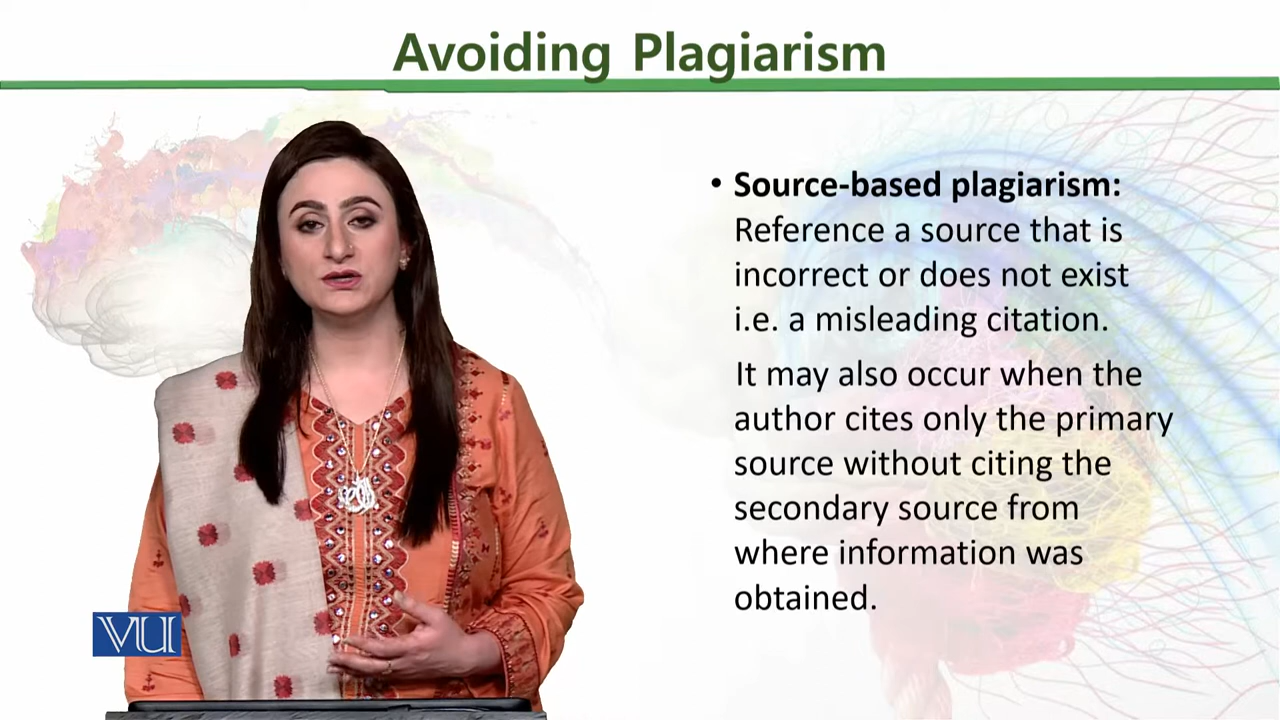 Avoiding Plagiarism
• Source-based plagiarism:
Reference a source that is
incorrect or does not exist
i.e. a misleading citation.
It may also occur when the
author cites only the primary
source without citing the
secondary source from
where information was
obtained.
VU